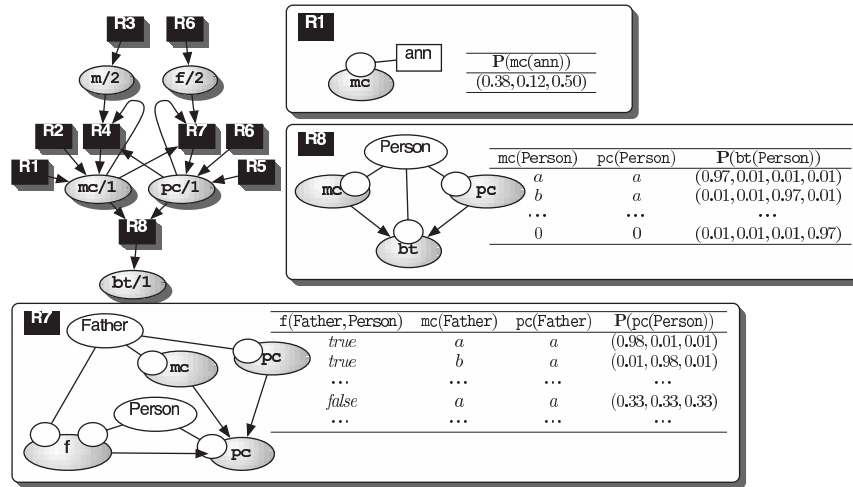 R3
R6
m/2
f/2
R2
R4
R7
R6
R1
R5
mc/1
pc/1
R8
bt/1
R1
ann
mc
P(mc(ann))
(0.38, 0.12, 0.50)
R8
Person
mc
pc
bt
mc(Person) pc(Person) P(bt(Person))
a a (0.97, 0.01, 0.01, 0.01)
b a (0.01, 0.01, 0.97, 0.01)
... ... ...
0 0 (0.01, 0.01, 0.01, 0.97)
R7
Father
mc
pc
Person
f
pc
f(Father,Person) mc(Father) pc(Father) P(pc(Person))
true a a (0.98, 0.01, 0.01)
true b a (0.01, 0.98, 0.01)
... ... ... ...
false a a (0.33, 0.33, 0.33)
... ... ... ...